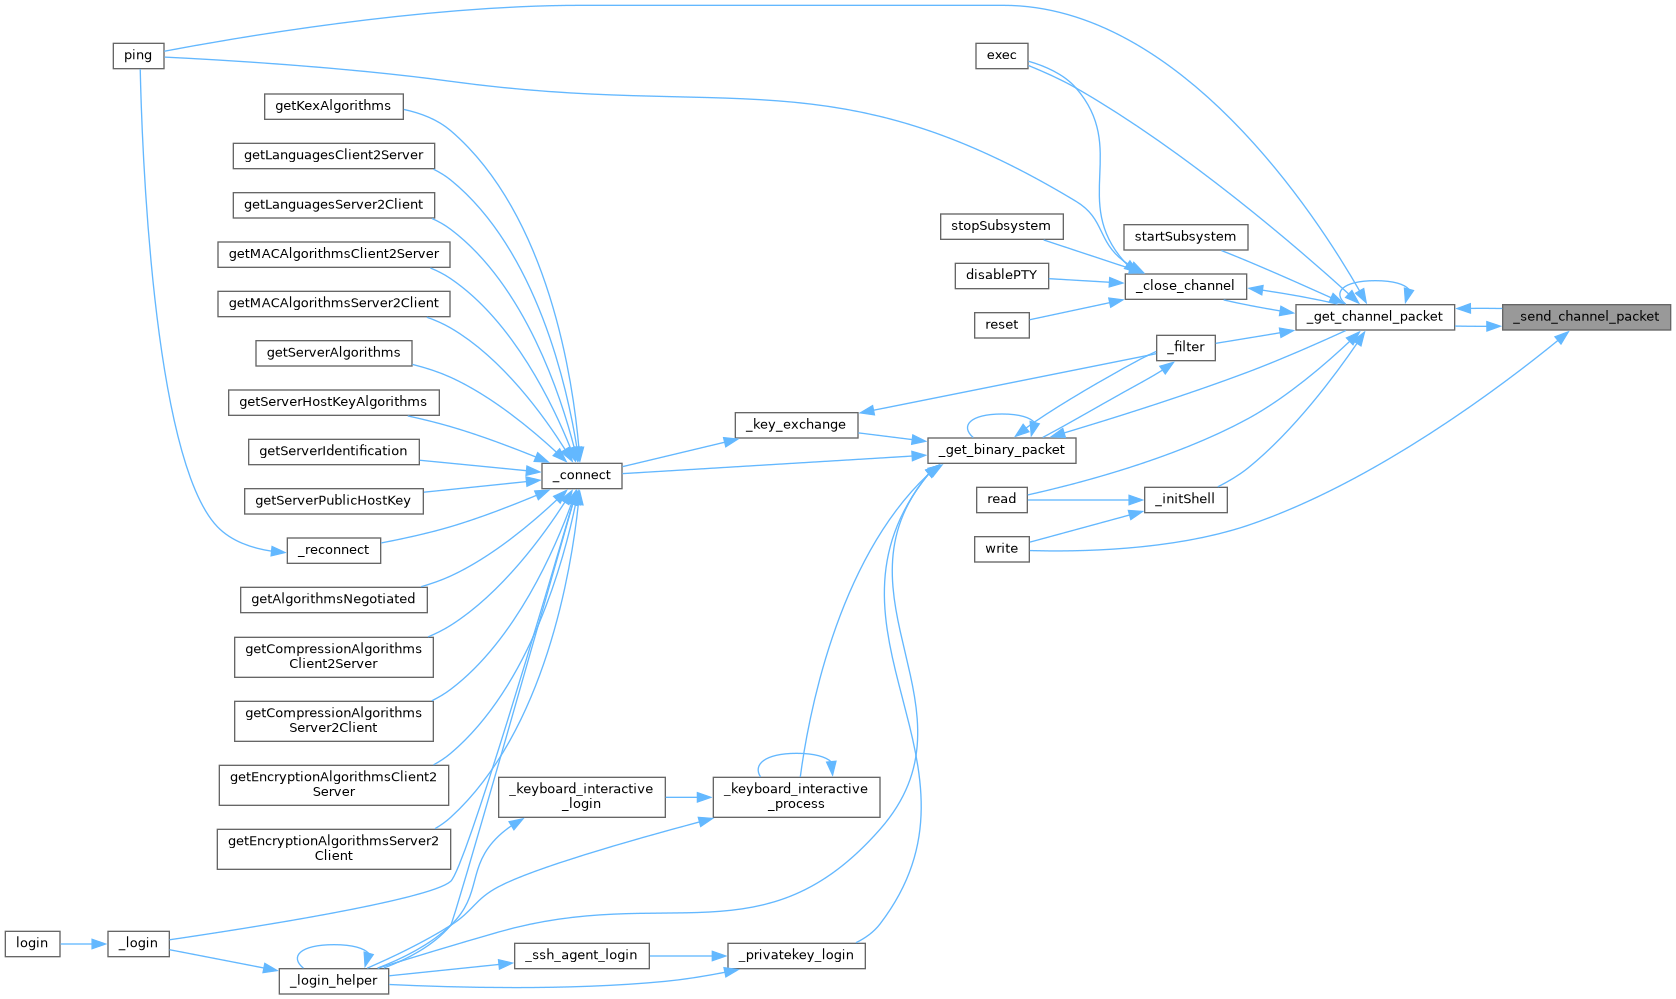 ping
exec
getKexAlgorithms
getLanguagesClient2Server
getLanguagesServer2Client
stopSubsystem
startSubsystem
getMACAlgorithmsClient2Server
disablePTY
_close_channel
getMACAlgorithmsServer2Client
reset
_get_channel_packet
_send_channel_packet
getServerAlgorithms
_filter
getServerHostKeyAlgorithms
_key_exchange
getServerIdentification
_get_binary_packet
_connect
getServerPublicHostKey
read
_initShell
_reconnect
write
getAlgorithmsNegotiated
getCompressionAlgorithms
Client2Server
getCompressionAlgorithms
Server2Client
getEncryptionAlgorithmsClient2
Server
_keyboard_interactive
_login
_keyboard_interactive
_process
getEncryptionAlgorithmsServer2
Client
login
_login
_ssh_agent_login
_privatekey_login
_login_helper